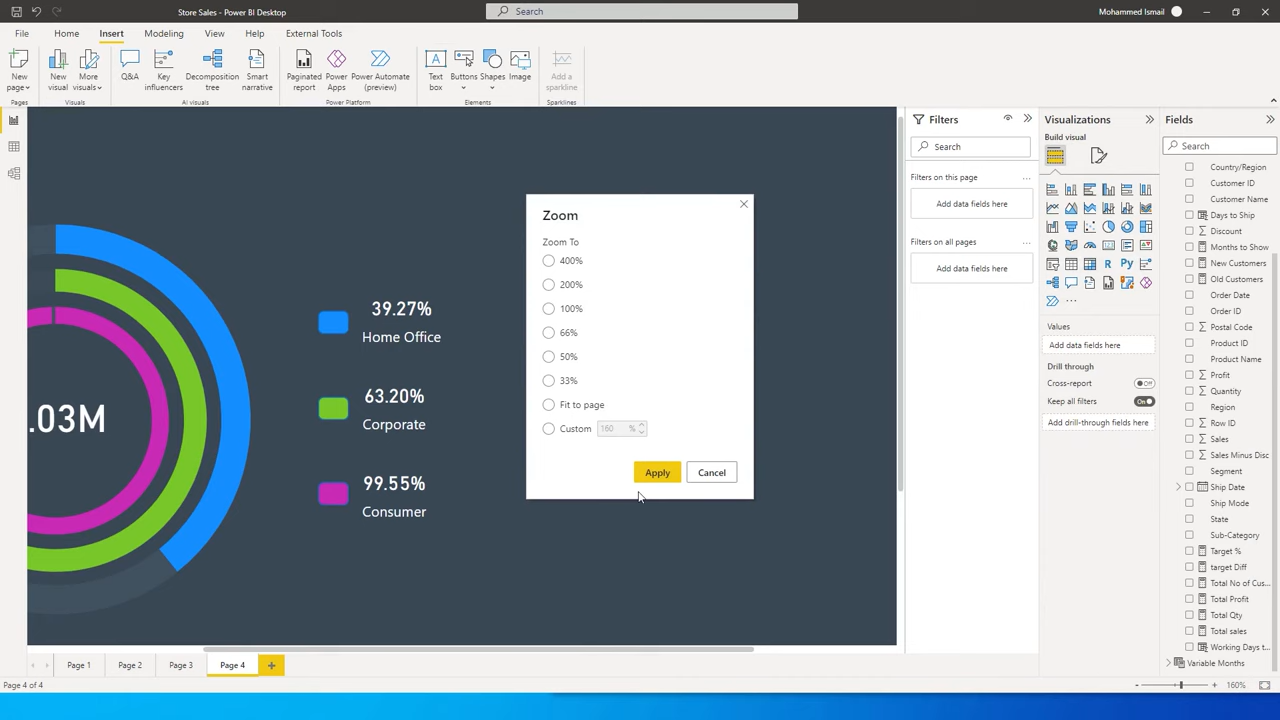 Store Sales - Power BI Desktop
Search
Mohammed Ismail
File
Home
Insert
Modeling
View
Help
External Tools
New page
New visual
More visuals
Q&A
Key influencers
Decomposition tree
Smart narrative
Paginated report
Power Apps
Power Automate (preview)
Text box
Buttons
Shapes
Image
Add a sparkline
Pages
Visuals
AI visuals
Power Platform
Elements
Sparklines
.03M
39.27%
Home Office
63.20%
Corporate
99.55%
Consumer
Zoom
Zoom To
400%
200%
100%
66%
50%
33%
Fit to page
Custom 160 %
Apply
Cancel
Filters
Search
Filters on this page ...
Add data fields here
Filters on all pages ...
Add data fields here
Visualizations
Build visual
R
Py
...
Values
Add data fields here
Drill through
Cross-report Off
Keep all filters On
Add drill-through fields here
Fields
Search
Country/Region
Customer ID
Customer Name
Days to Ship
Discount
Months to Show
New Customers
Old Customers
Order Date
Order ID
Postal Code
Product ID
Product Name
Profit
Quantity
Region
Row ID
Sales
Sales Minus Disc
Segment
Ship Date
Ship Mode
State
Sub-Category
Target %
target Diff
Total No of Cus...
Total Profit
Total Qty
Total sales
Working Days t...
Variable Months
Page 1
Page 2
Page 3
Page 4
+
Page 4 of 4
- + 160%